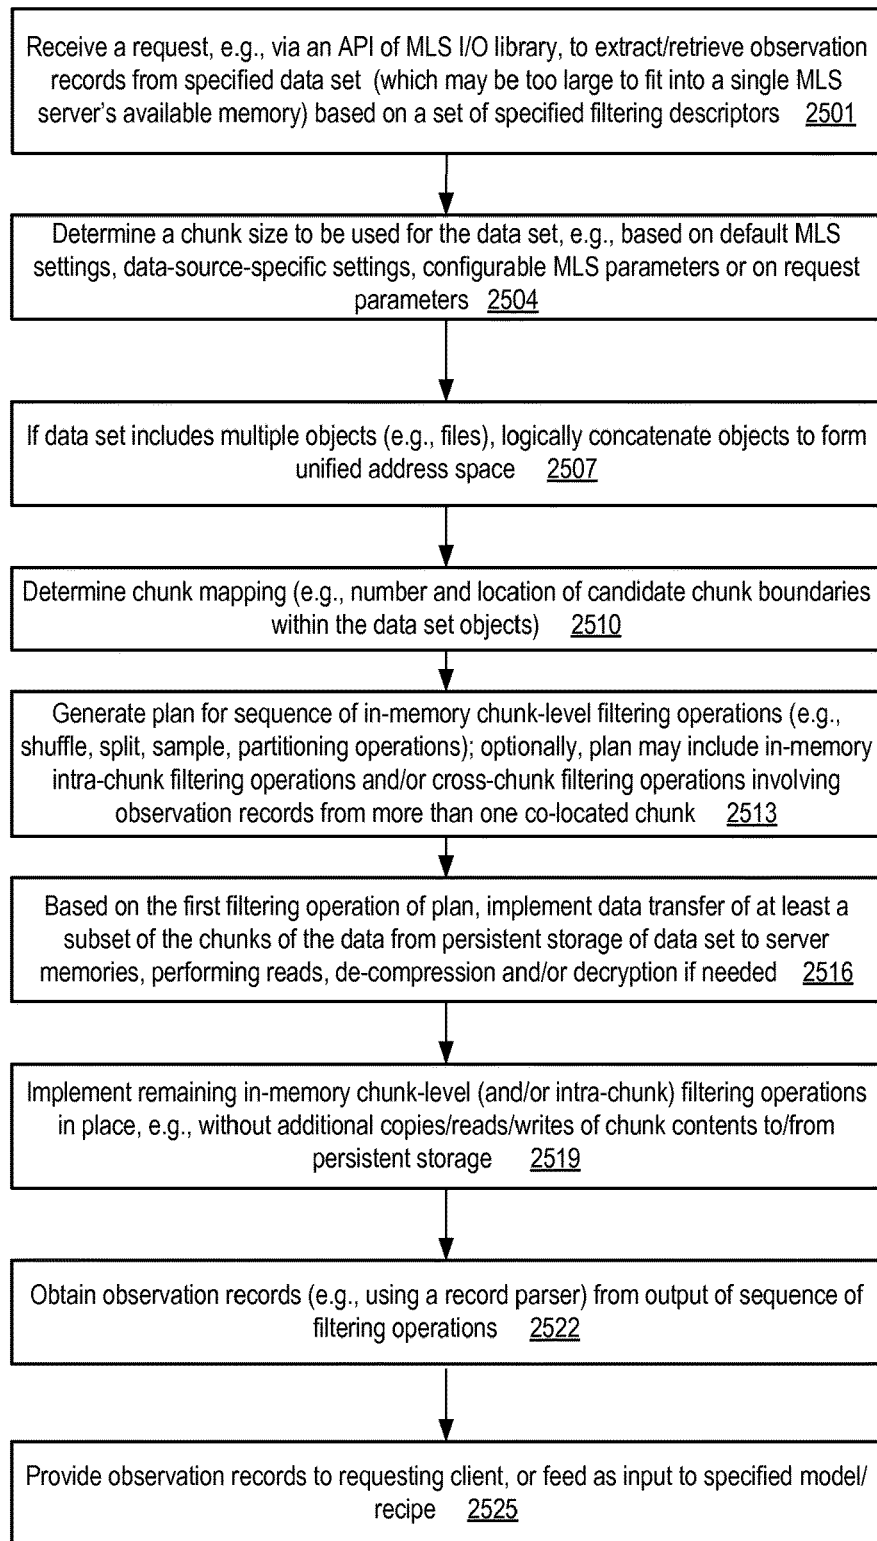 Receive a request, e.g., via an API of MLS I/O library, to extract/retrieve observation
records from specified data set (which may be too large to fit into a single MLS
server's available memory) based on a set of specified filtering descriptors 2501
Determine a chunk size to be used for the data set, e.g., based on default MLS
settings, data-source-specific settings, configurable MLS parameters or on request
parameters 2504
If data set includes multiple objects (e.g., files), logically concatenate objects to form
unified address space 2507
Determine chunk mapping (e.g., number and location of candidate chunk boundaries
within the data set objects) 2510
Generate plan for sequence of in-memory chunk-level filtering operations (e.g.,
shuffle, split, sample, partitioning operations); optionally, plan may include in-memory
intra-chunk filtering operations and/or cross-chunk filtering operations involving
observation records from more than one co-located chunk 2513
Based on the first filtering operation of plan, implement data transfer of at least a
subset of the chunks of the data from persistent storage of data set to server
memories, performing reads, de-compression and/or decryption if needed 2516
Implement remaining in-memory chunk-level (and/or intra-chunk) filtering operations
in place, e.g., without additional copies/reads/writes of chunk contents to/from
persistent storage 2519
Obtain observation records (e.g., using a record parser) from output of sequence of
filtering operations 2522
Provide observation records to requesting client, or feed as input to specified model/
recipe 2525